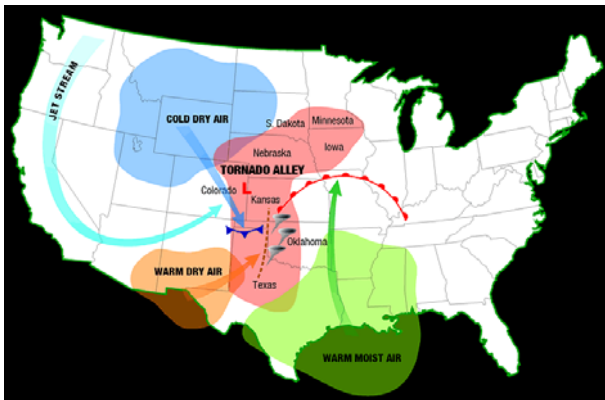 JET STREAM
COLD DRY AIR
S. Dakota
Minnesota
Nebraska
Iowa
TORNADO ALLEY
Colorado
L
Kansas
Oklahoma
WARM DRY AIR
Texas
WARM MOIST AIR